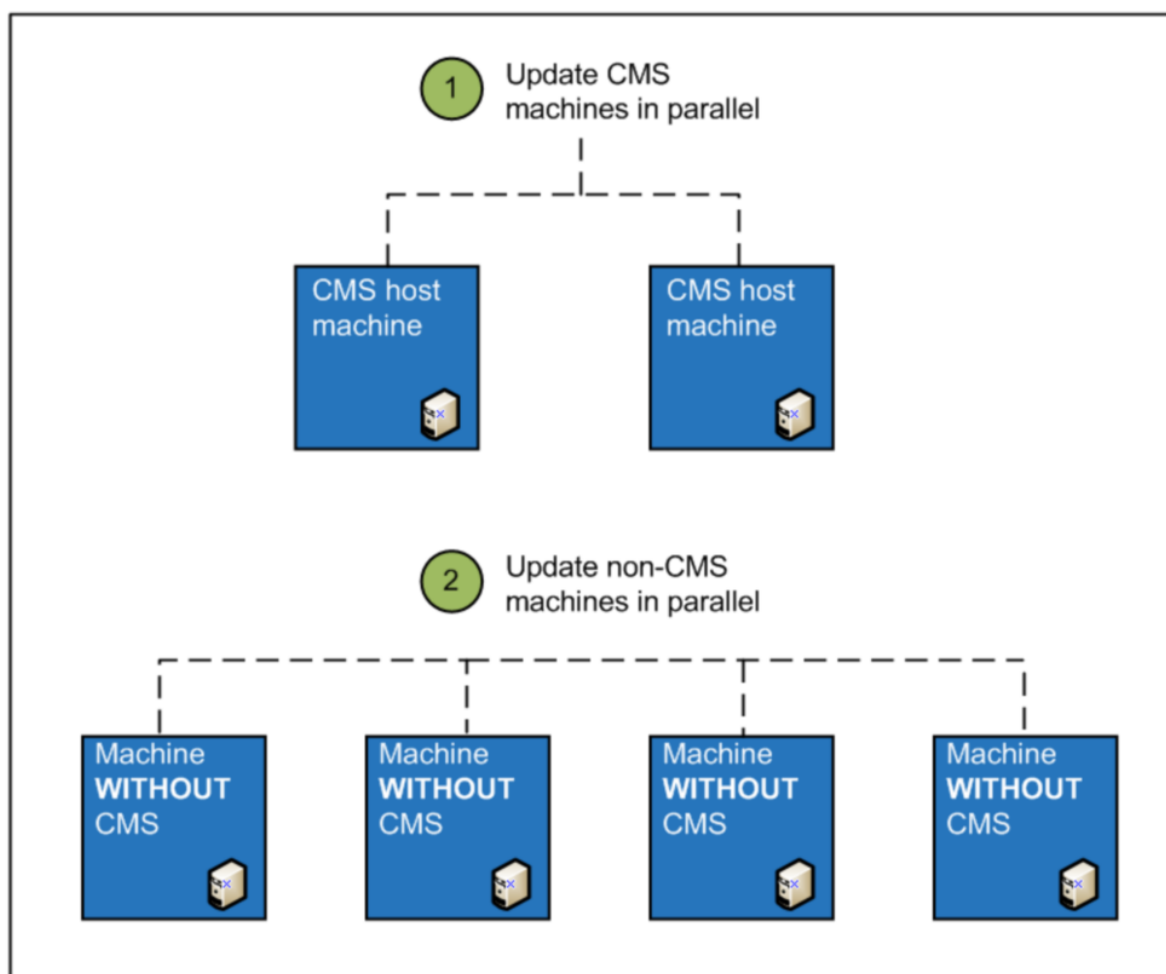 1
Update CMS
machines in parallel
CMS host
machine
CMS host
machine
2
Update non-CMS
machines in parallel
Machine
WITHOUT
CMS
Machine
WITHOUT
CMS
Machine
WITHOUT
CMS
Machine
WITHOUT
CMS